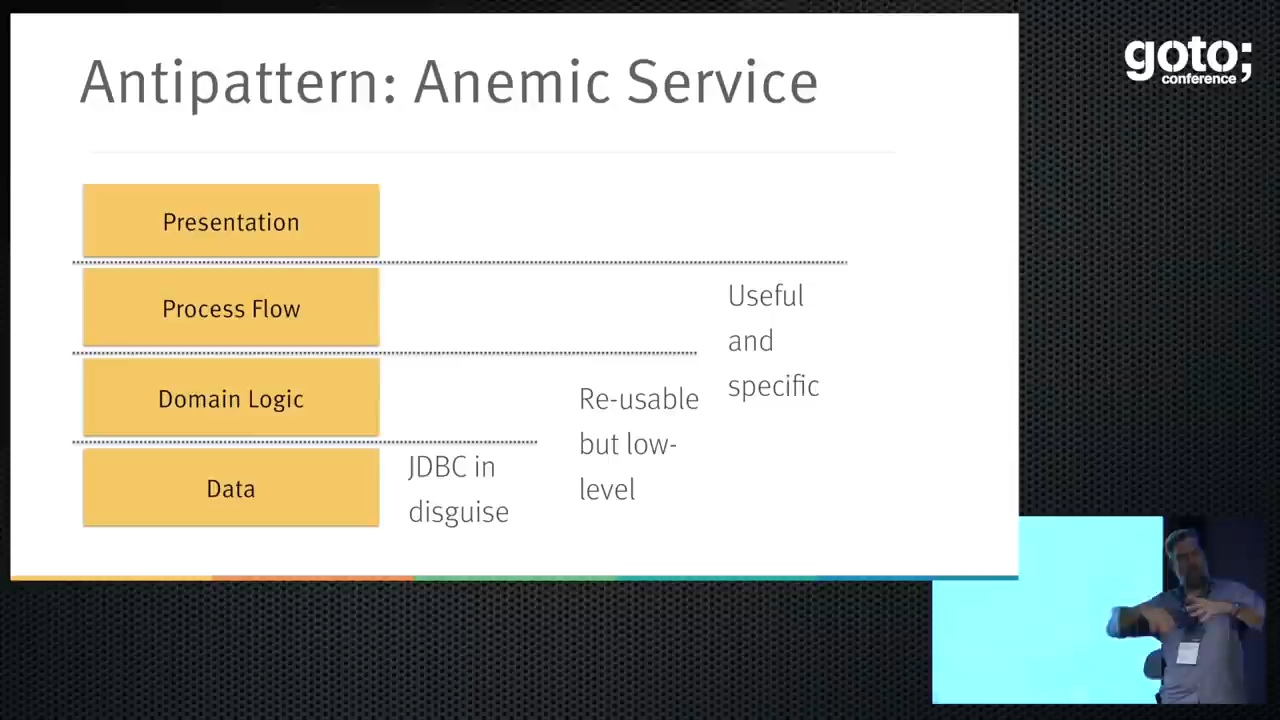 Antipattern: Anemic Service
goto;
conference
Presentation
Process Flow
Domain Logic
Data
JDBC in
disguise
Re-usable
but low-
level
Useful
and
specific